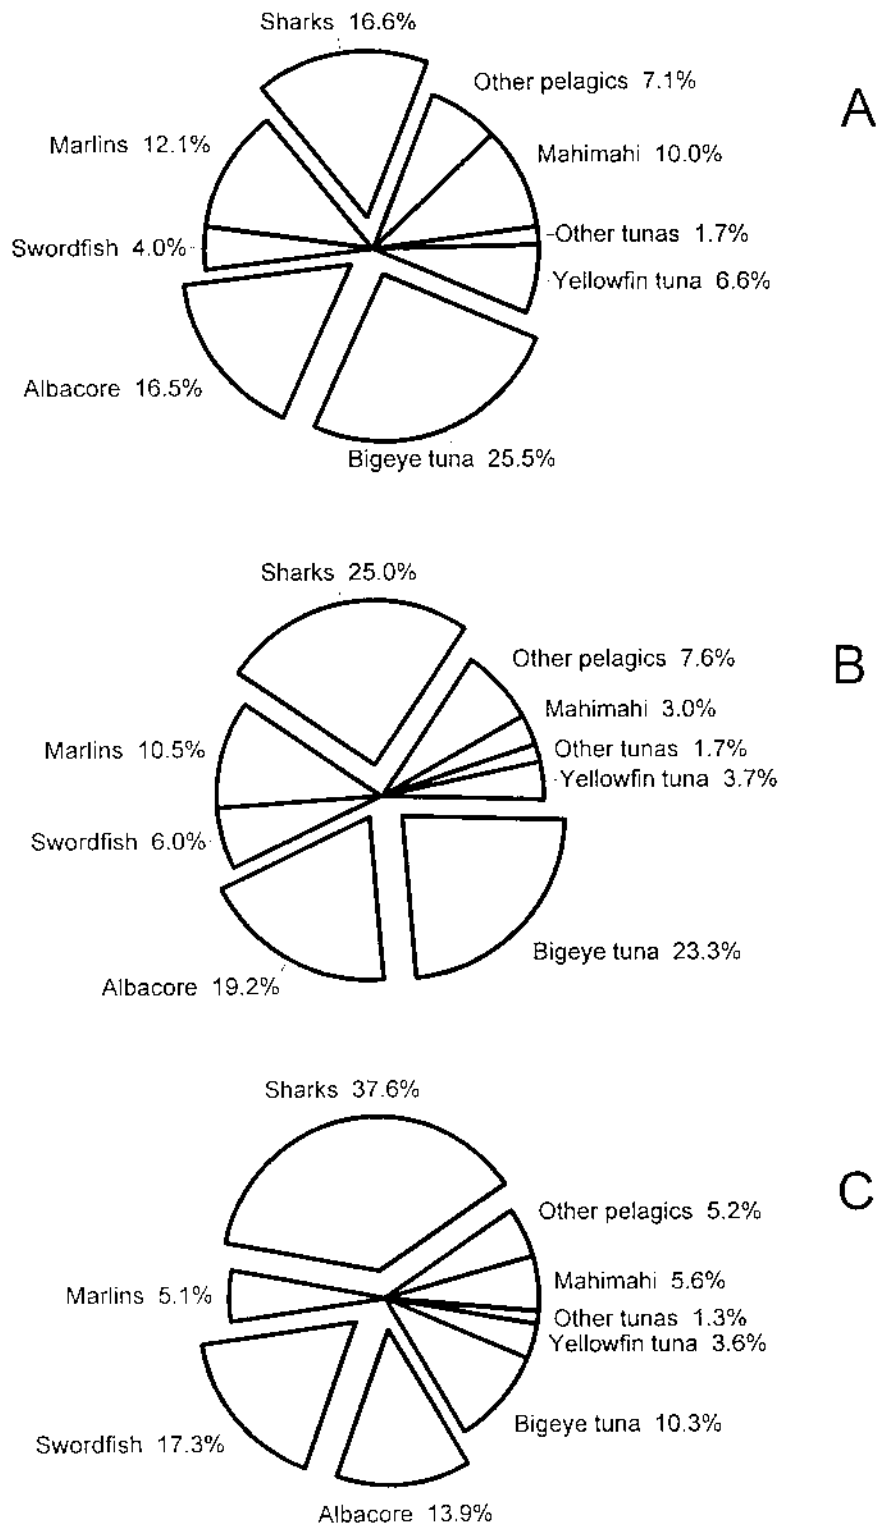 Sharks 16.6%
Other pelagics 7.1%
A
Marlins 12.1%
Mahimahi 10.0%
Swordfish 4.0%
Other tunas 1.7%
Yellowfin tuna 6.6%
Albacore 16.5%
Bigeye tuna 25.5%
Sharks 25.0%
Other pelagics 7.6%
B
Mahimahi 3.0%
Marlins 10.5%
Other tunas 1.7%
Yellowfin tuna 3.7%
Swordfish 6.0%
Bigeye tuna 23.3%
Albacore 19.2%
Sharks 37.6%
C
Other pelagics 5.2%
Mahimahi 5.6%
Marlins 5.1%
Other tunas 1.3%
Yellowfin tuna 3.6%
Bigeye tuna 10.3%
Swordfish 17.3%
Albacore 13.9%